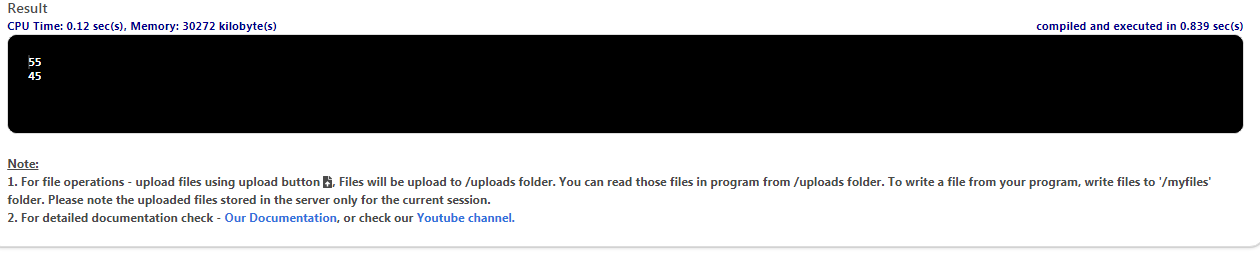 Result
CPU Time: 0.12 sec(s), Memory: 30272 kilobyte(s)
compiled and executed in 0.839 sec(s)
55
45
Note:
1. For file operations - upload files using upload button , Files will be upload to /uploads folder. You can read those files in program from /uploads folder. To write a file from your program, write files to '/myfiles'
folder. Please note the uploaded files stored in the server only for the current session.
2. For detailed documentation check - Our Documentation, or check our Youtube channel.